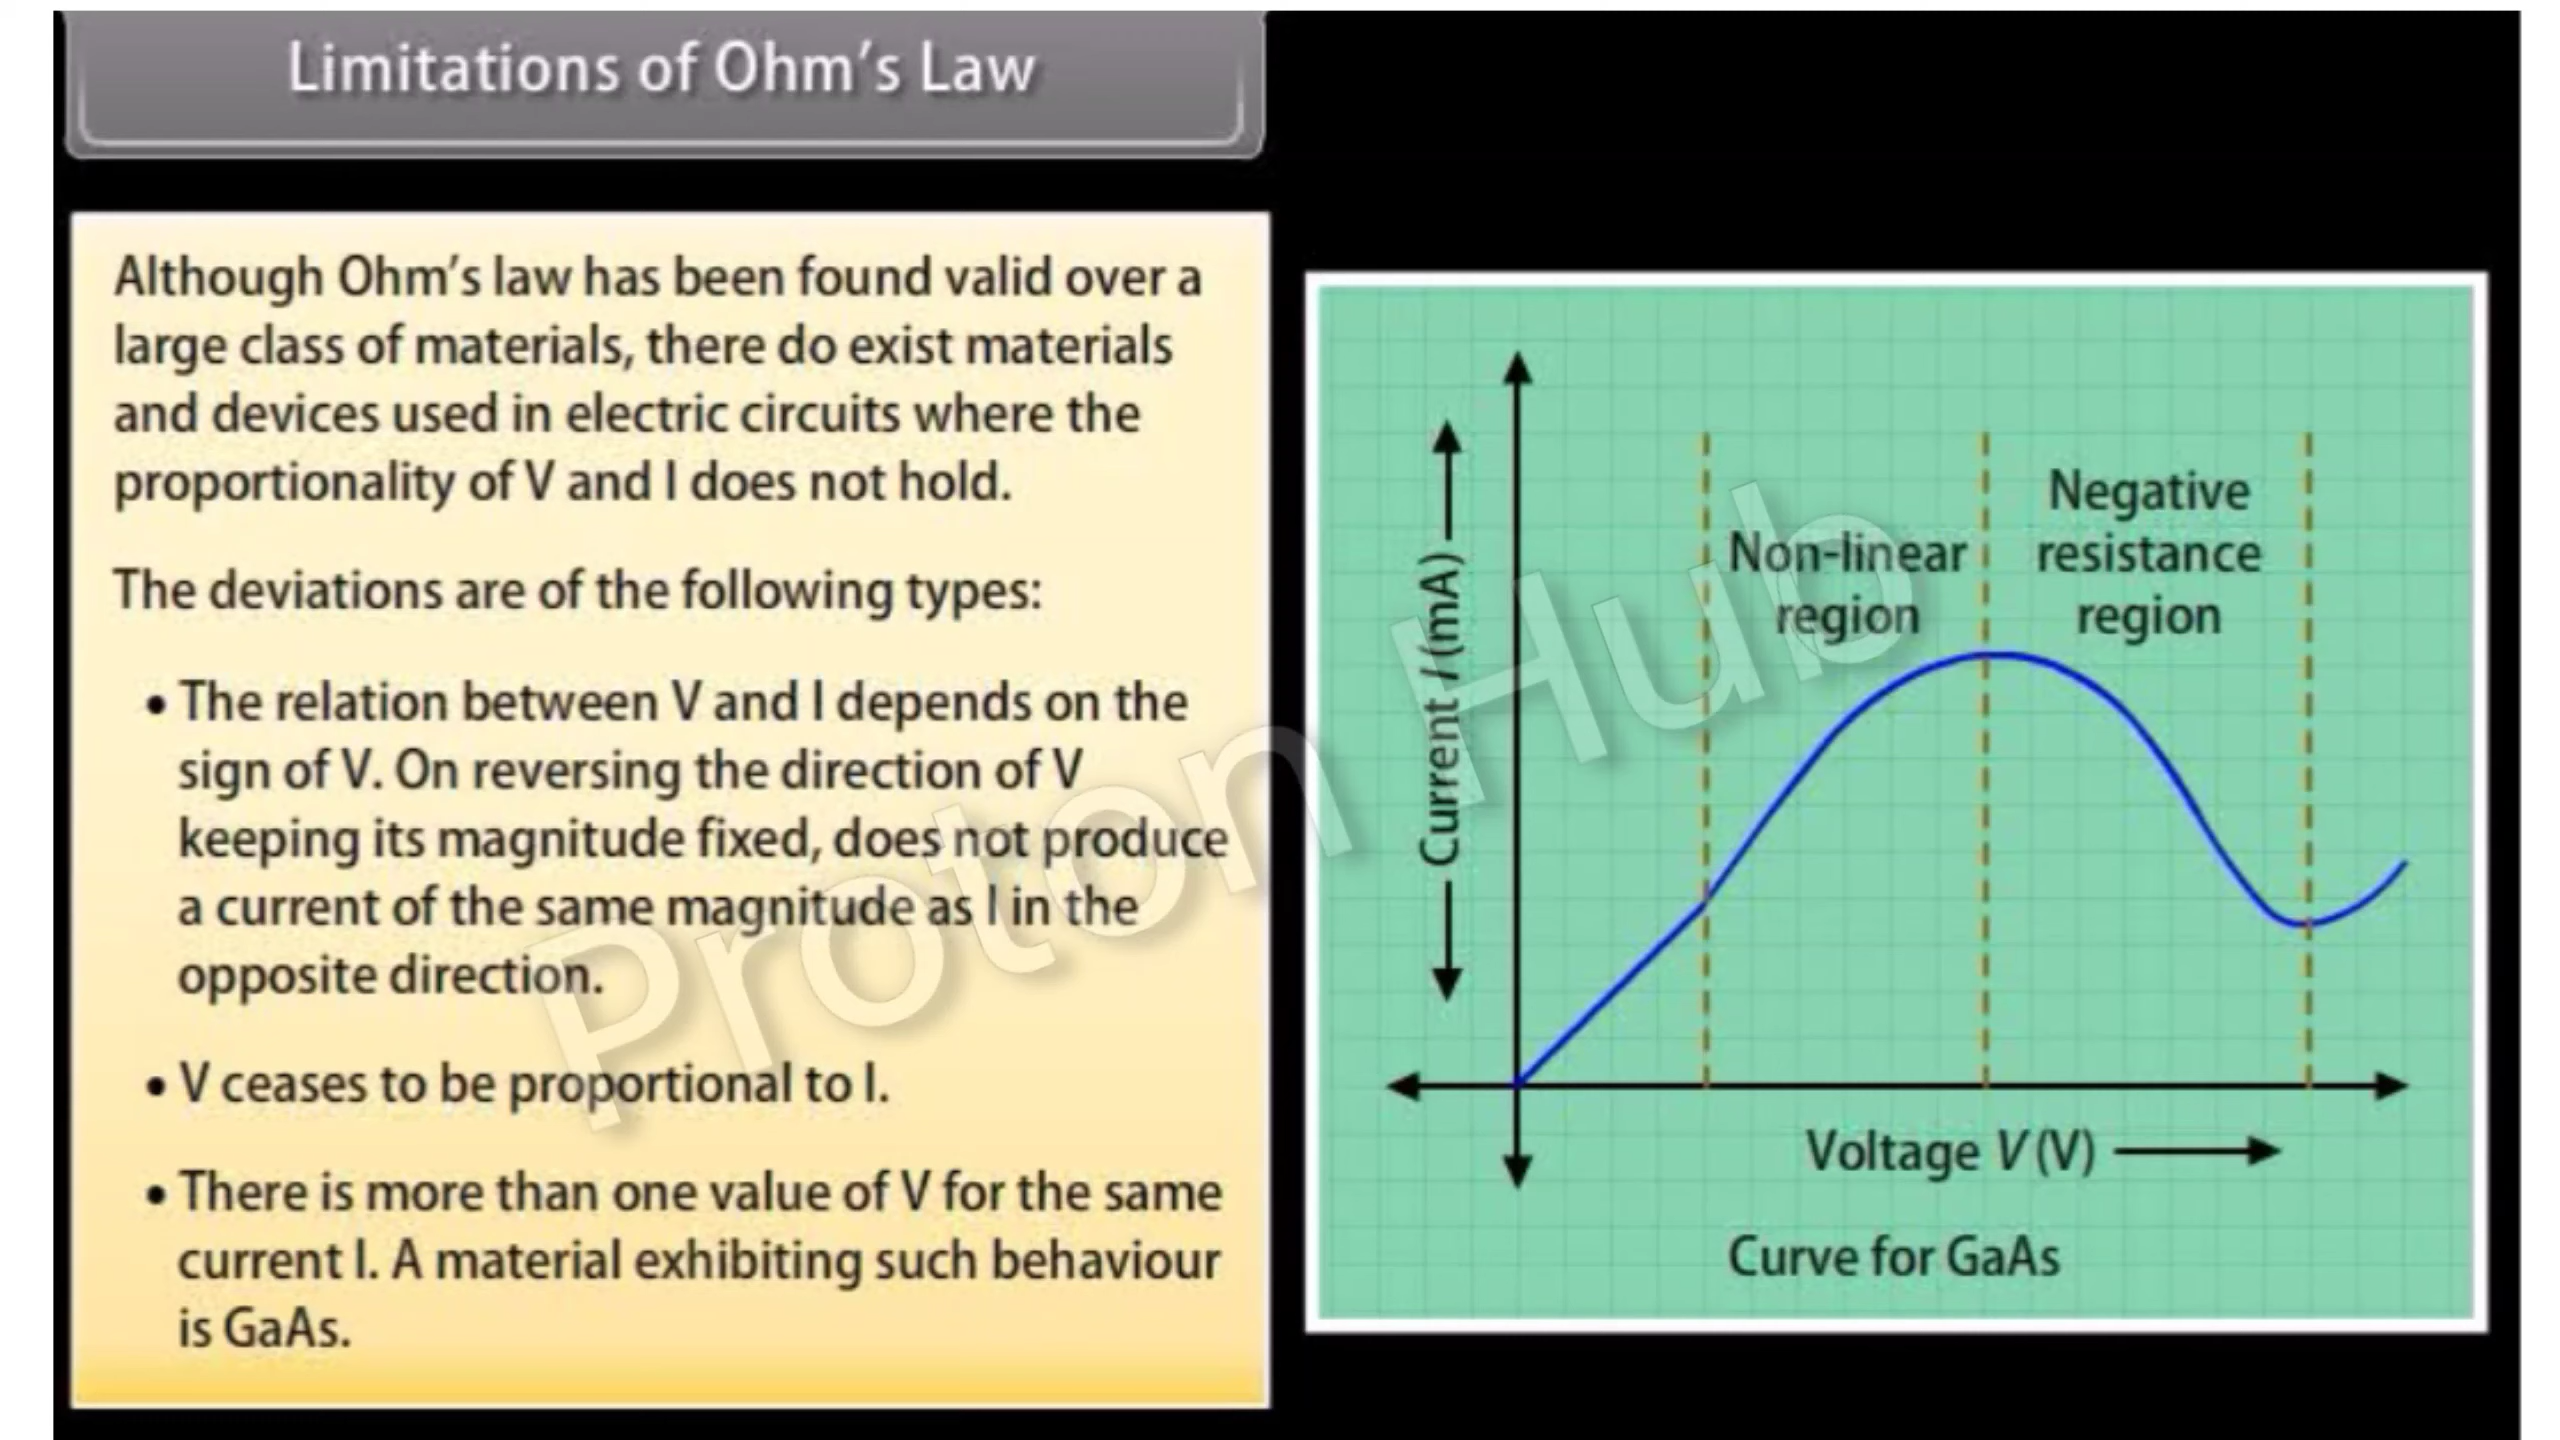 Limitations of Ohm's Law
Although Ohm's law has been found valid over a
large class of materials, there do exist materials
and devices used in electric circuits where the
proportionality of V and I does not hold.
The deviations are of the following types:
• The relation between V and I depends on the
sign of V. On reversing the direction of V
keeping its magnitude fixed, does not produce
a current of the same magnitude as I in the
opposite direction.
• V ceases to be proportional to I.
• There is more than one value of V for the same
current I. A material exhibiting such behaviour
is GaAs.
Current I (mA)
Non-linear
region
Negative
resistance
region
Voltage V (V)
Curve for GaAs
Proton Hub